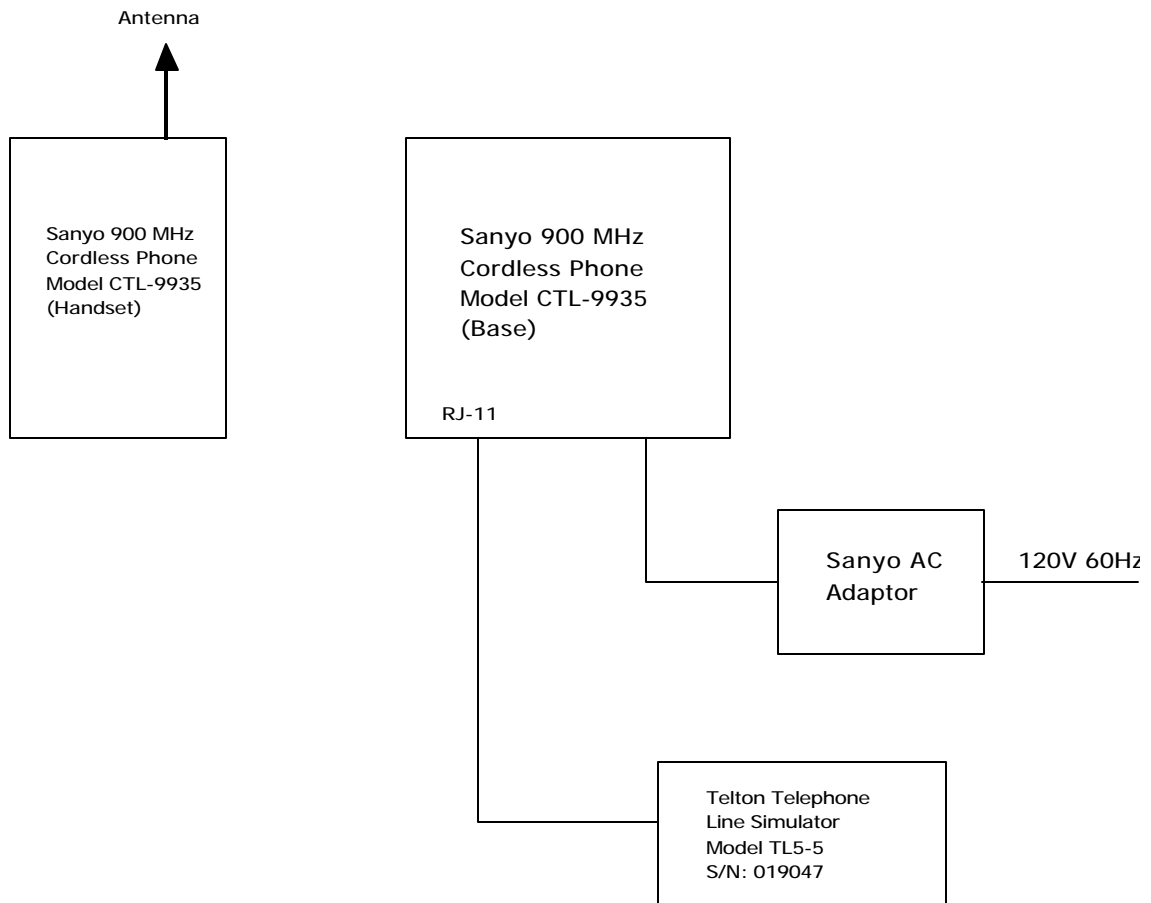 Antenna
Sanyo 900 MHz
Cordless Phone
Model CTL-9935
(Handset)
Sanyo 900 MHz
Cordless Phone
Model CTL-9935
(Base)
RJ-11
Sanyo AC
Adaptor
120V 60Hz
Telton Telephone
Line Simulator
Model TL5-5
S/N: 019047